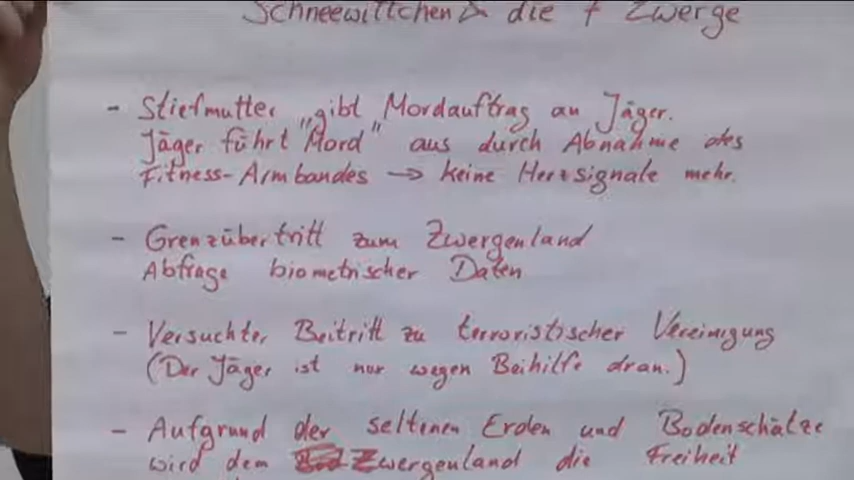 Schneewittchen & die 7 Zwerge
- Stiefmutter "gibt Mordauftrag an Jäger.
Jäger führt "Mord" aus durch Abnahme des
Fitness-Armbandes → keine Herzsignale mehr.
- Grenzübertritt zum Zwergenland
Abfrage biometrischer Daten
- Versuchter Beitritt zu terroristischer Vereinigung
(Der Jäger ist nur wegen Beihilfe dran.)
- Aufgrund der seltenen Erden und Bodenschätze
wird dem Zwergenland die Freiheit